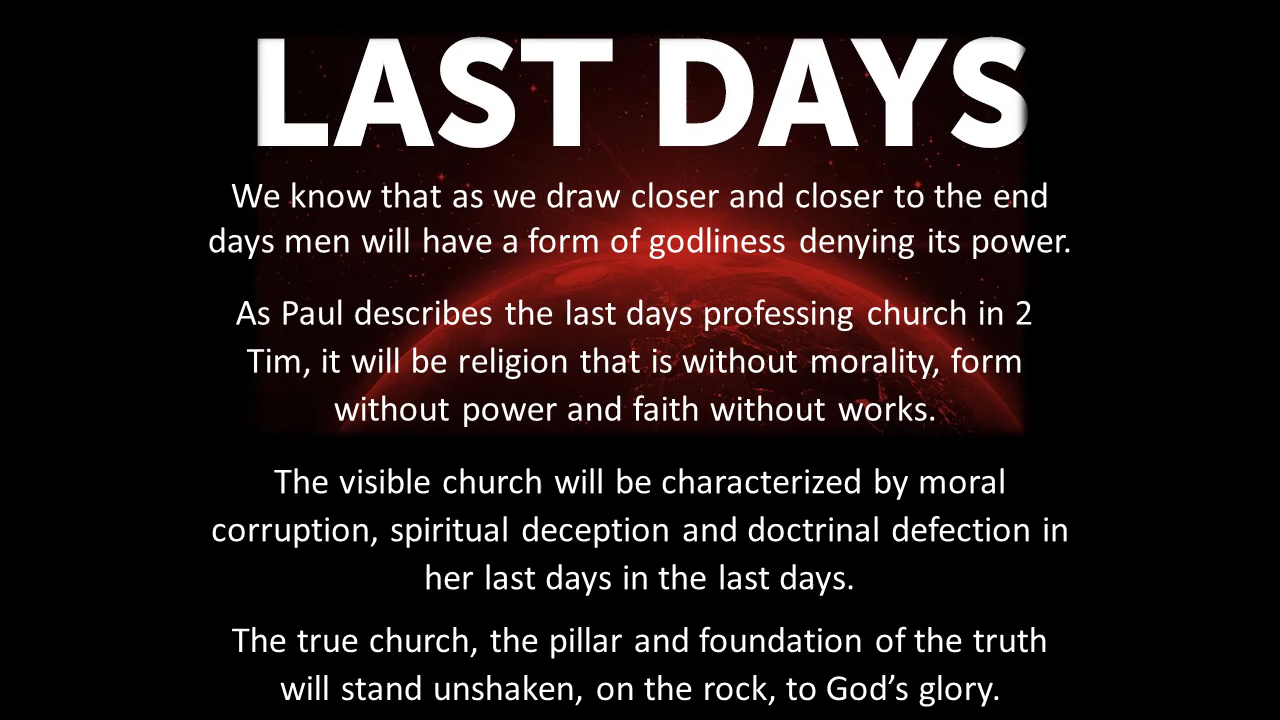 LAST DAYS
We know that as we draw closer and closer to the end
days men will have a form of godliness denying its power.
As Paul describes the last days professing church in 2
Tim, it will be religion that is without morality, form
without power and faith without works.
The visible church will be characterized by moral
corruption, spiritual deception and doctrinal defection in
her last days in the last days.
The true church, the pillar and foundation of the truth
will stand unshaken, on the rock, to God’s glory.